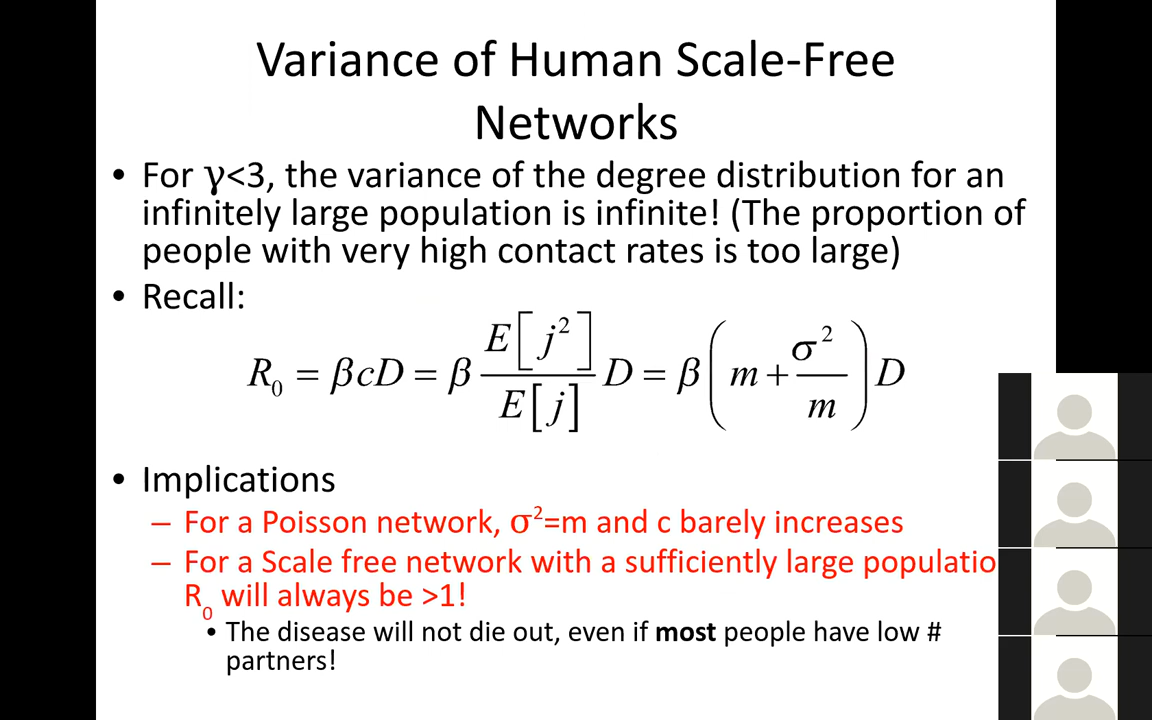 Variance of Human Scale-Free
Networks
• For γ<3, the variance of the degree distribution for an
infinitely large population is infinite! (The proportion of
people with very high contact rates is too large)
• Recall:
R₀ = βcD = β E[j²] / E[j] D = β ( m + σ² / m ) D
• Implications
– For a Poisson network, σ²=m and c barely increases
– For a Scale free network with a sufficiently large populatio
R₀ will always be >1!
• The disease will not die out, even if most people have low #
partners!